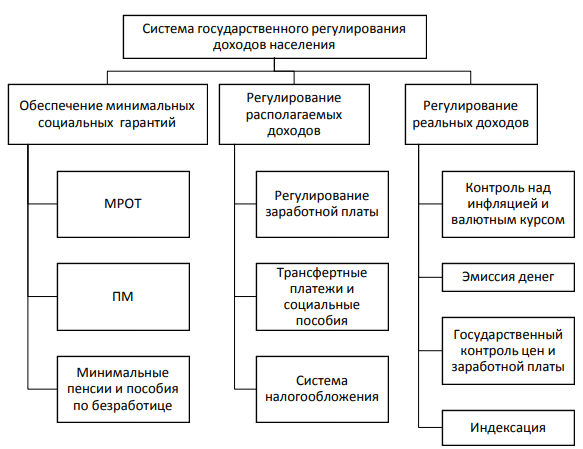 Система государственного регулирования
доходов населения
Обеспечение минимальных
социальных гарантий
МРОТ
ПМ
Минимальные
пенсии и пособия
по безработице
Регулирование
располагаемых
доходов
Регулирование
заработной платы
Трансфертные
платежи и
социальные
пособия
Система
налогообложения
Регулирование
реальных доходов
Контроль над
инфляцией и
валютным курсом
Эмиссия денег
Государственный
контроль цен и
заработной платы
Индексация